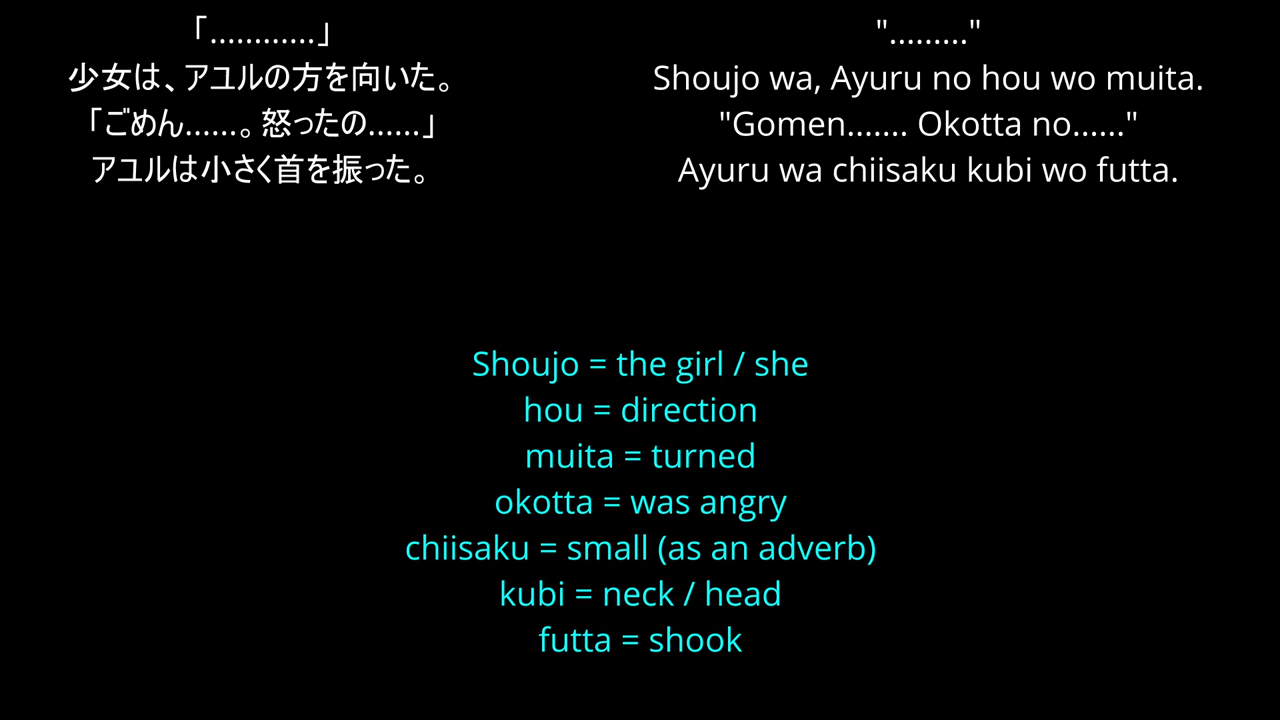 「............」
少女は、アユルの方を向いた。
「ごめん......。怒ったの......」
アユルは小さく首を振った。
"........."
Shoujo wa, Ayuru no hou wo muita.
"Gomen....... Okotta no......"
Ayuru wa chiisaku kubi wo futta.
Shoujo = the girl / she
hou = direction
muita = turned
okotta = was angry
chiisaku = small (as an adverb)
kubi = neck / head
futta = shook